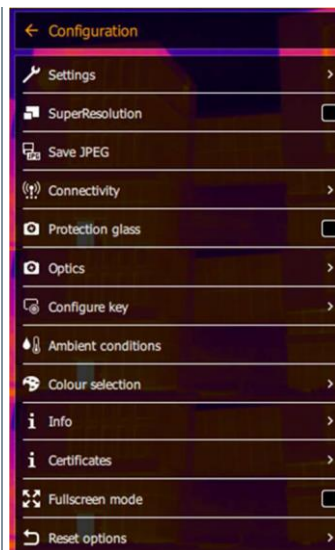 Configuration
Settings
SuperResolution
Save JPEG
Connectivity
Protection glass
Optics
Configure key
Ambient conditions
Colour selection
Info
Certificates
Fullscreen mode
Reset options